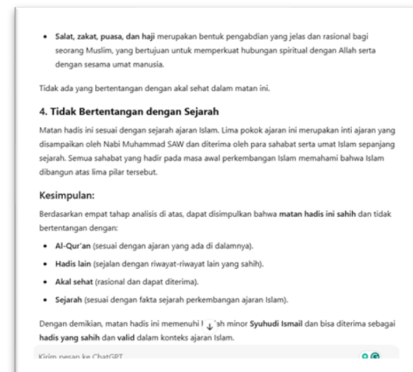 • Salat, zakat, puasa, dan haji merupakan bentuk pengabdian yang jelas dan rasional bagi
seorang Muslim, yang bertujuan untuk memperkuat hubungan spiritual dengan Allah serta
dengan sesama umat manusia.
Tidak ada yang bertentangan dengan akal sehat dalam matan ini.
4. Tidak Bertentangan dengan Sejarah
Matan hadis ini sesuai dengan sejarah ajaran Islam. Lima pokok ajaran ini merupakan inti ajaran yang
disampaikan oleh Nabi Muhammad SAW dan diterima oleh para sahabat serta umat Islam sepanjang
sejarah. Semua sahabat yang hadir pada masa awal perkembangan Islam memahami bahwa Islam
dibangun atas lima pilar tersebut.
Kesimpulan:
Berdasarkan empat tahap analisis di atas, dapat disimpulkan bahwa matan hadis ini sahih dan tidak
bertentangan dengan:
• Al-Qur'an (sesuai dengan ajaran yang ada di dalamnya).
• Hadis lain (sejalan dengan riwayat-riwayat lain yang sahih).
• Akal sehat (rasional dan dapat diterima).
• Sejarah (sesuai dengan fakta sejarah perkembangan ajaran Islam).
Dengan demikian, matan hadis ini memenuhi minor Syuhudi Ismail dan bisa diterima sebagai
hadis yang sahih dan valid dalam konteks ajaran Islam.
Kirim pesan ke ChatGPT